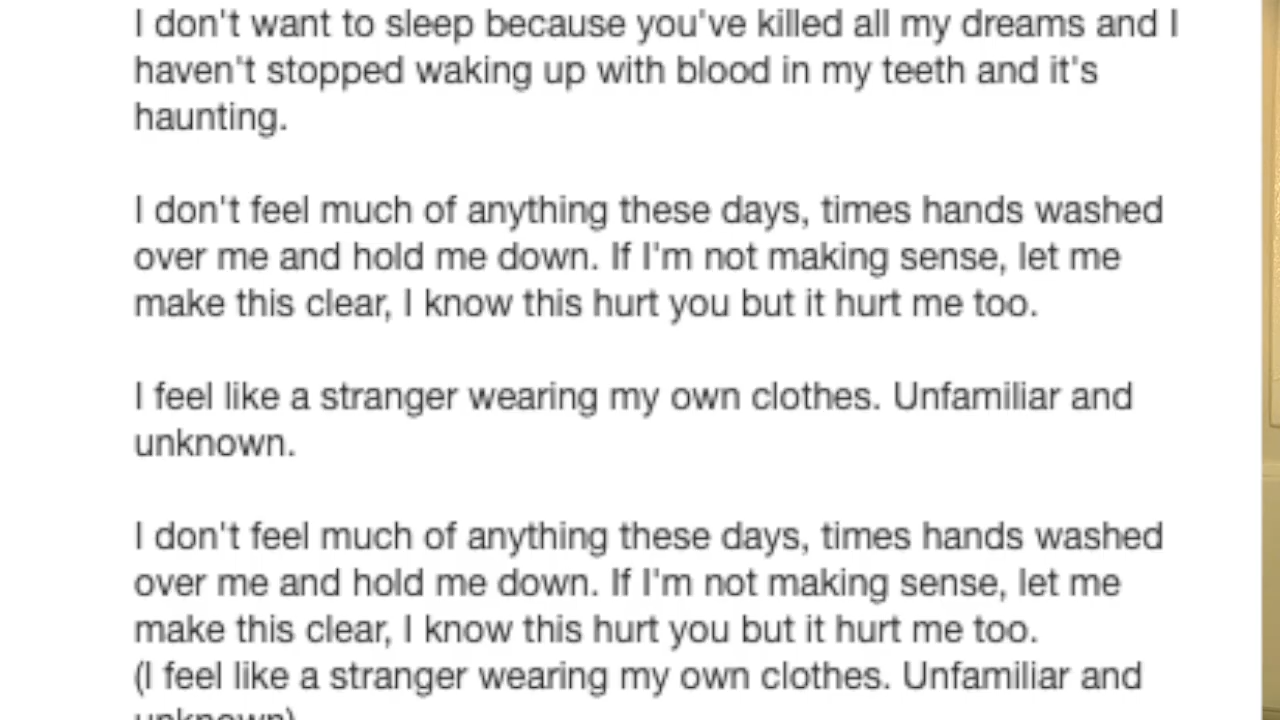 I don't want to sleep because you've killed all my dreams and I
haven't stopped waking up with blood in my teeth and it's
haunting.
I don't feel much of anything these days, times hands washed
over me and hold me down. If I'm not making sense, let me
make this clear, I know this hurt you but it hurt me too.
I feel like a stranger wearing my own clothes. Unfamiliar and
unknown.
I don't feel much of anything these days, times hands washed
over me and hold me down. If I'm not making sense, let me
make this clear, I know this hurt you but it hurt me too.
(I feel like a stranger wearing my own clothes. Unfamiliar and
unknown)